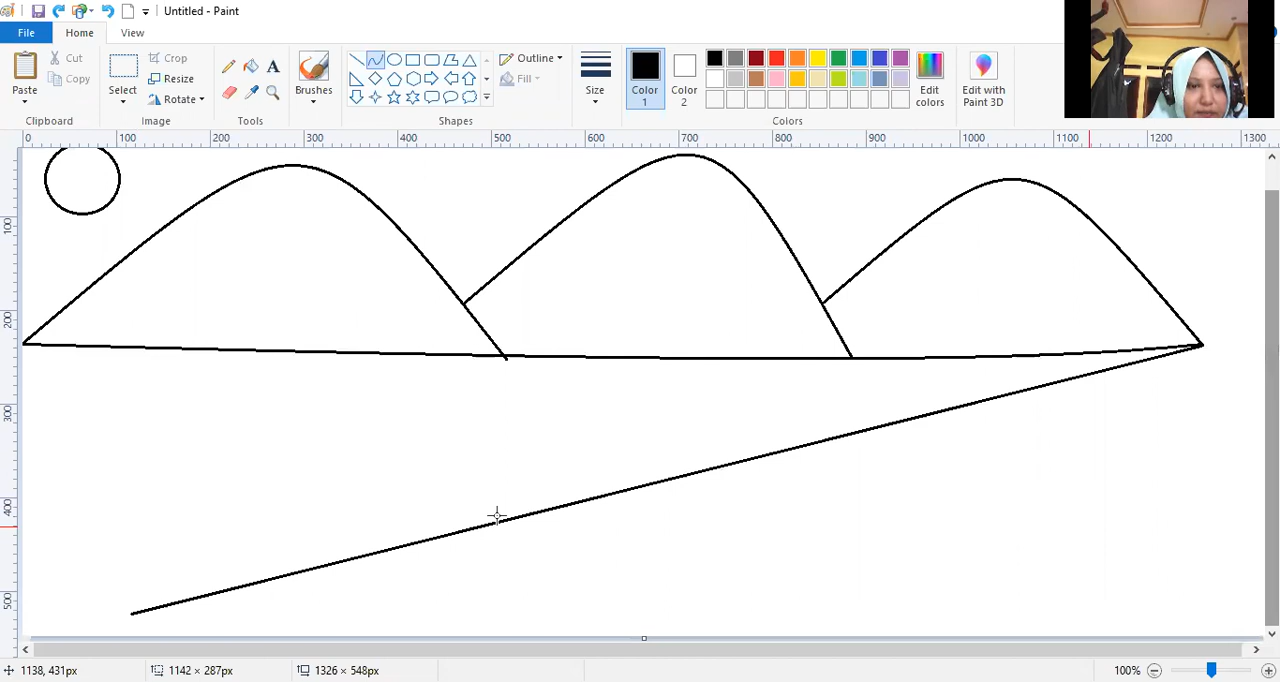 Untitled - Paint
File Home View
Paste
Cut
Copy
Clipboard
Select
Crop
Resize
Rotate
Image
A
Tools
Brushes
Shapes
Outline
Fill
Size
Color 1
Color 2
Edit colors
Edit with Paint 3D
Colors
0 100 200 300 400 500 600 700 800 900 1000 1100 1200 1300
100
200
300
400
500
1138, 431px
1142 × 287px
1326 × 548px
100%